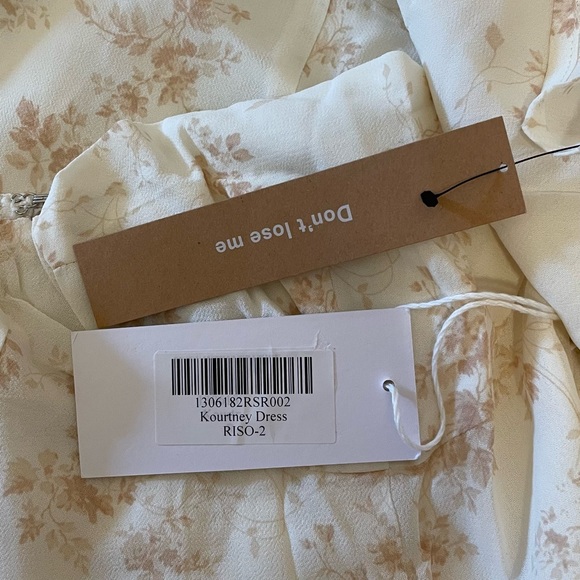 Don't lose me
1306182RSR002
Kourtney Dress
RISO-2